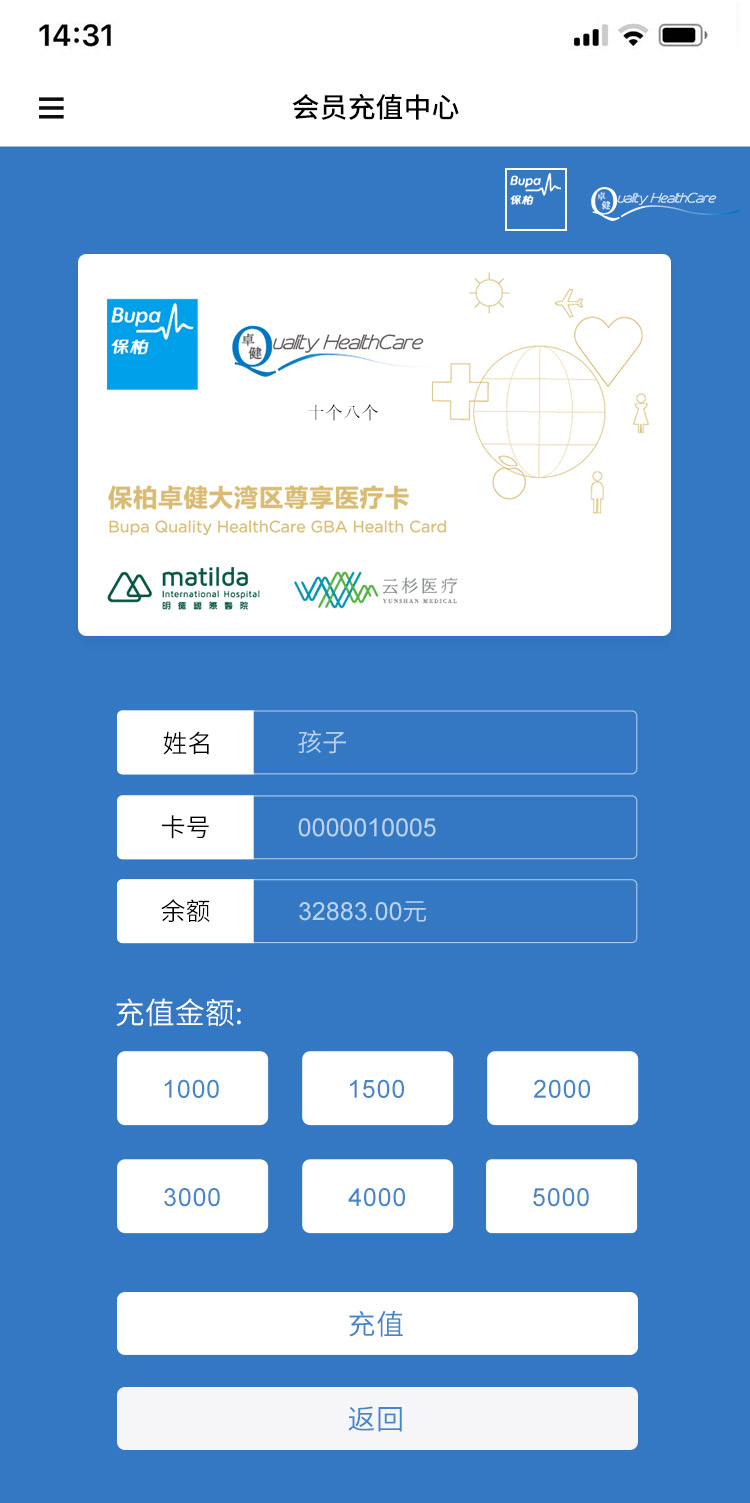 14:31
会员充值中心
Bupa
保柏
卓健
Quality HealthCare
Bupa
保柏
卓健
Quality HealthCare
十个八个
保柏卓健大湾区尊享医疗卡
Bupa Quality HealthCare GBA Health Card
matilda
International Hospital
明德國際醫院
云杉医疗
YUNSHAN MEDICAL
姓名 孩子
卡号 0000010005
余额 32883.00元
充值金额:
1000 1500 2000
3000 4000 5000
充值
返回